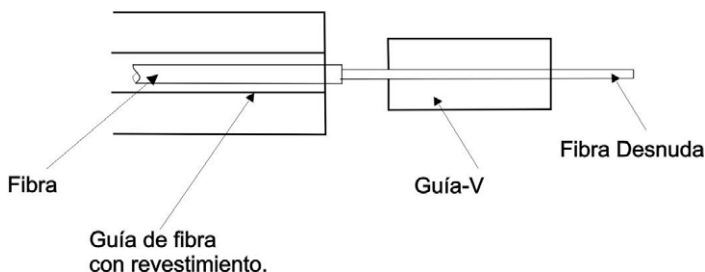 Fibra Desnuda
Fibra
Guía-V
Guía de fibra
con revestimiento.